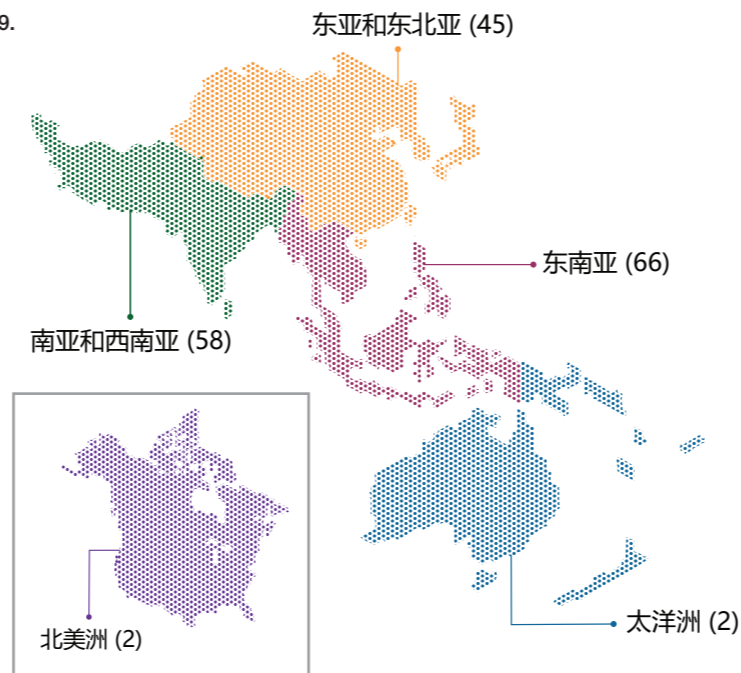 9.
东亚和东北亚 (45)
东南亚 (66)
南亚和西南亚 (58)
太洋洲 (2)
北美洲 (2)